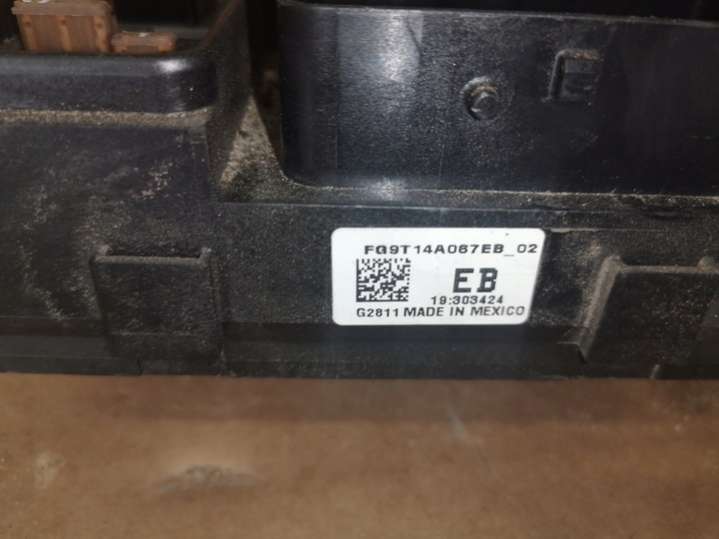 FG9T14A067EB_02
EB
19:303424
G2811 MADE IN MEXICO